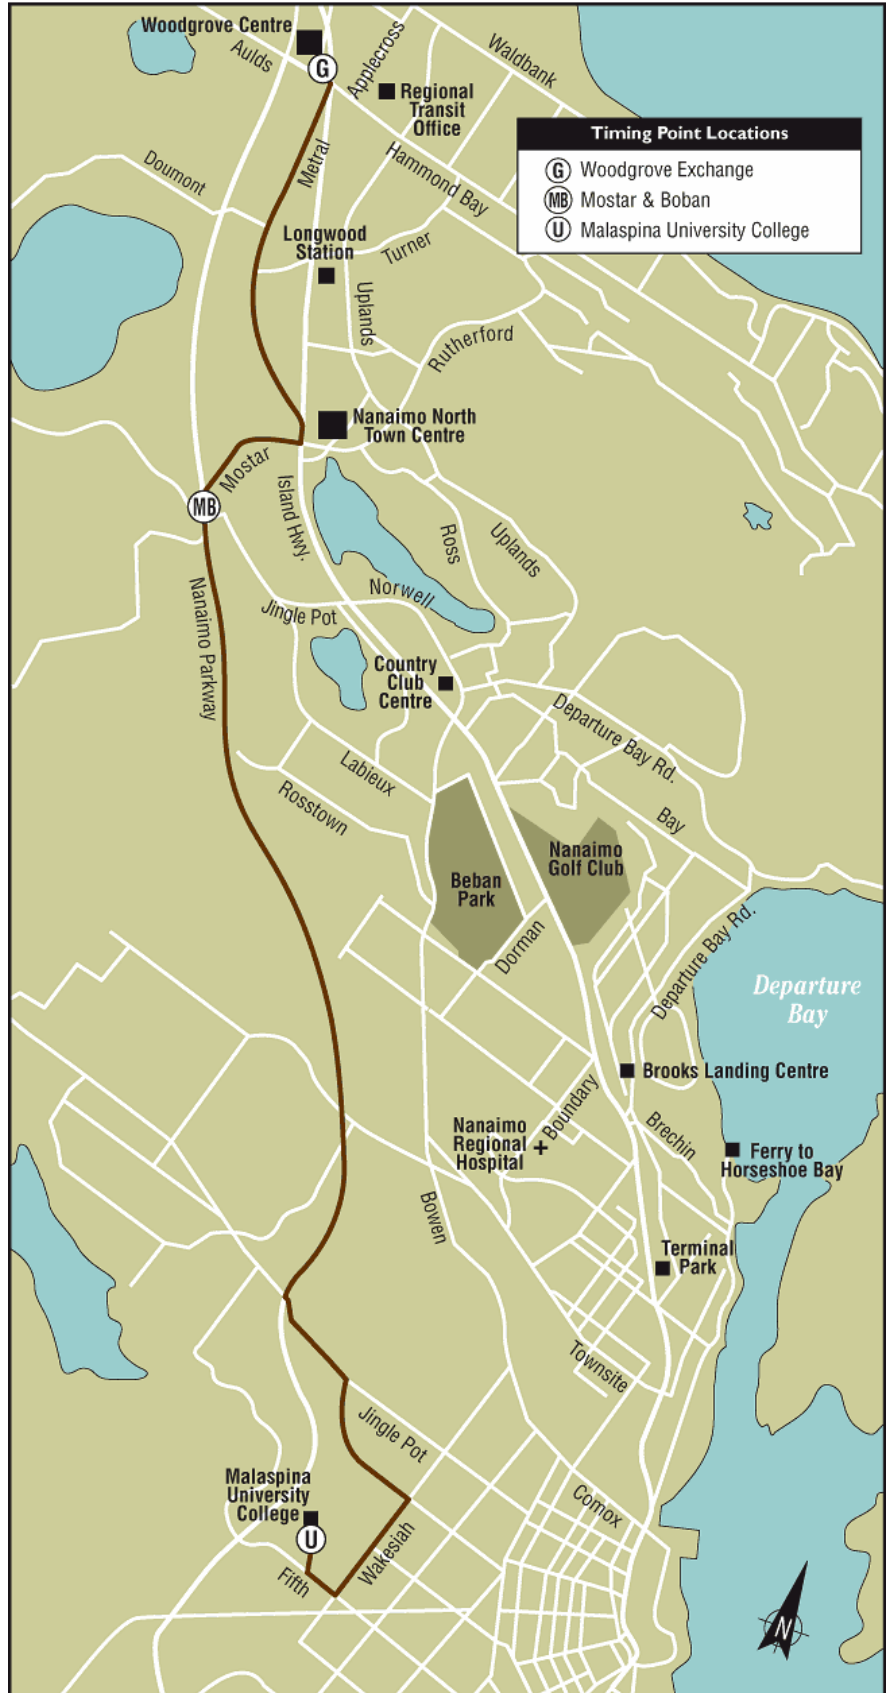 Woodgrove Centre
Aulds
G
Applecross
Waldbank
Regional
Transit
Office
Timing Point Locations
G Woodgrove Exchange
MB Mostar & Boban
U Malaspina University College
Metral
Hammond Bay
Doumont
Longwood
Station
Turner
Uplands
Rutherford
Nanaimo North
Town Centre
Mostar
MB
Island Hwy.
Ross
Uplands
Norwell
Jingle Pot
Nanaimo Parkway
Country
Club
Centre
Departure Bay Rd.
Labieux
Rosstown
Bay
Nanaimo
Golf Club
Beban
Park
Dorman
Departure Bay Rd.
Departure
Bay
Brooks Landing Centre
Boundary
Nanaimo
Regional
Hospital
Brechin
Ferry to
Horseshoe Bay
Bowen
Terminal
Park
Townsite
Jingle Pot
Malaspina
University
College
U
Comox
Wakesiah
Fifth
N